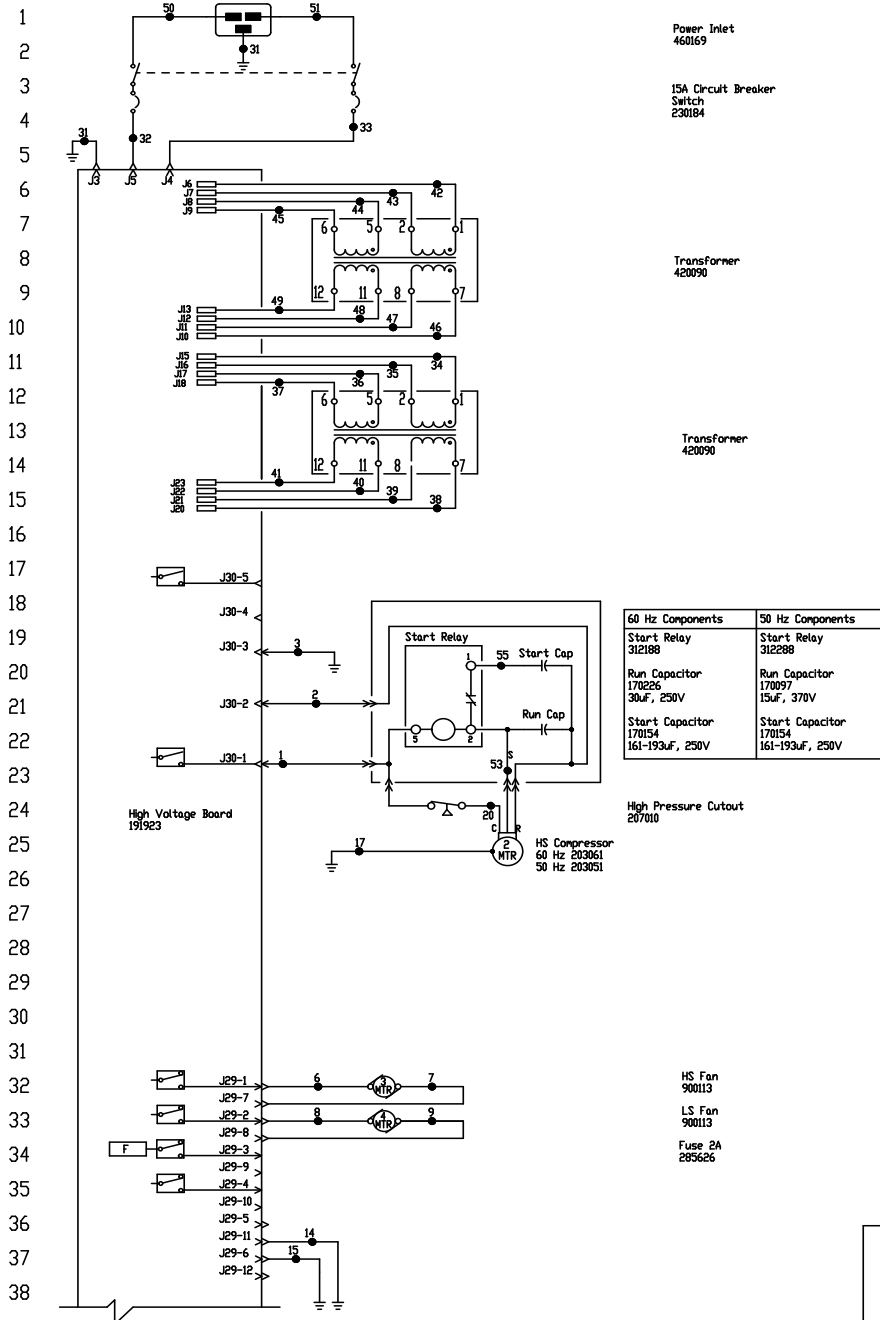 1
50
51
Power Inlet
460169
2
31
3
15A Circuit Breaker
Switch
230184
4
31
32
33
5
J3
J5
J4
6
J6
J7
J8
J9
42
43
44
45
7
6
5
2
1
8
Transformer
420090
9
12
11
8
7
10
J13
J12
J11
J10
49
48
47
46
11
J15
J16
J17
J18
34
35
36
37
12
6
5
2
1
13
Transformer
420090
14
12
11
8
7
15
J23
J22
J21
J20
41
40
39
38
16
17
J30-5
18
J30-4
60 Hz Components
50 Hz Components
19
J30-3
3
Start Relay
Start Relay
312188
Start Relay
312288
20
1
55
Start Cap
Run Capacitor
170226
30uF, 250V
Run Capacitor
170097
15uF, 370V
21
J30-2
2
Run Cap
22
5
2
Start Capacitor
170154
161-193uF, 250V
Start Capacitor
170154
161-193uF, 250V
23
J30-1
1
S
53
24
High Voltage Board
191923
20
High Pressure Cutout
207010
C
R
25
17
2
MTR
HS Compressor
60 Hz 203061
50 Hz 203051
26
27
28
29
30
31
32
J29-1
6
3
MTR
7
HS Fan
900113
J29-7
33
J29-2
8
4
MTR
9
LS Fan
900113
J29-8
34
F
J29-3
Fuse 2A
285626
J29-9
35
J29-4
J29-10
36
J29-5
J29-11
14
37
J29-6
15
J29-12
38